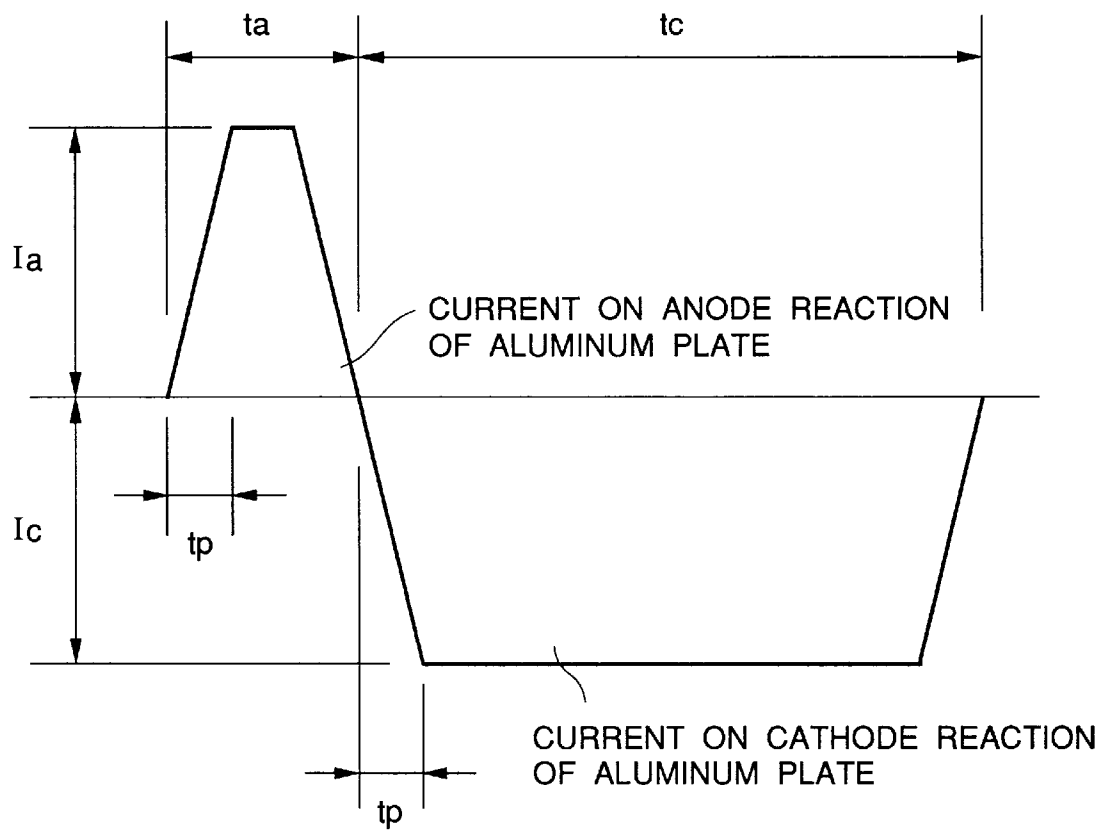 ta
tc
Ia
CURRENT ON ANODE REACTION
OF ALUMINUM PLATE
Ic
tp
CURRENT ON CATHODE REACTION
OF ALUMINUM PLATE
tp